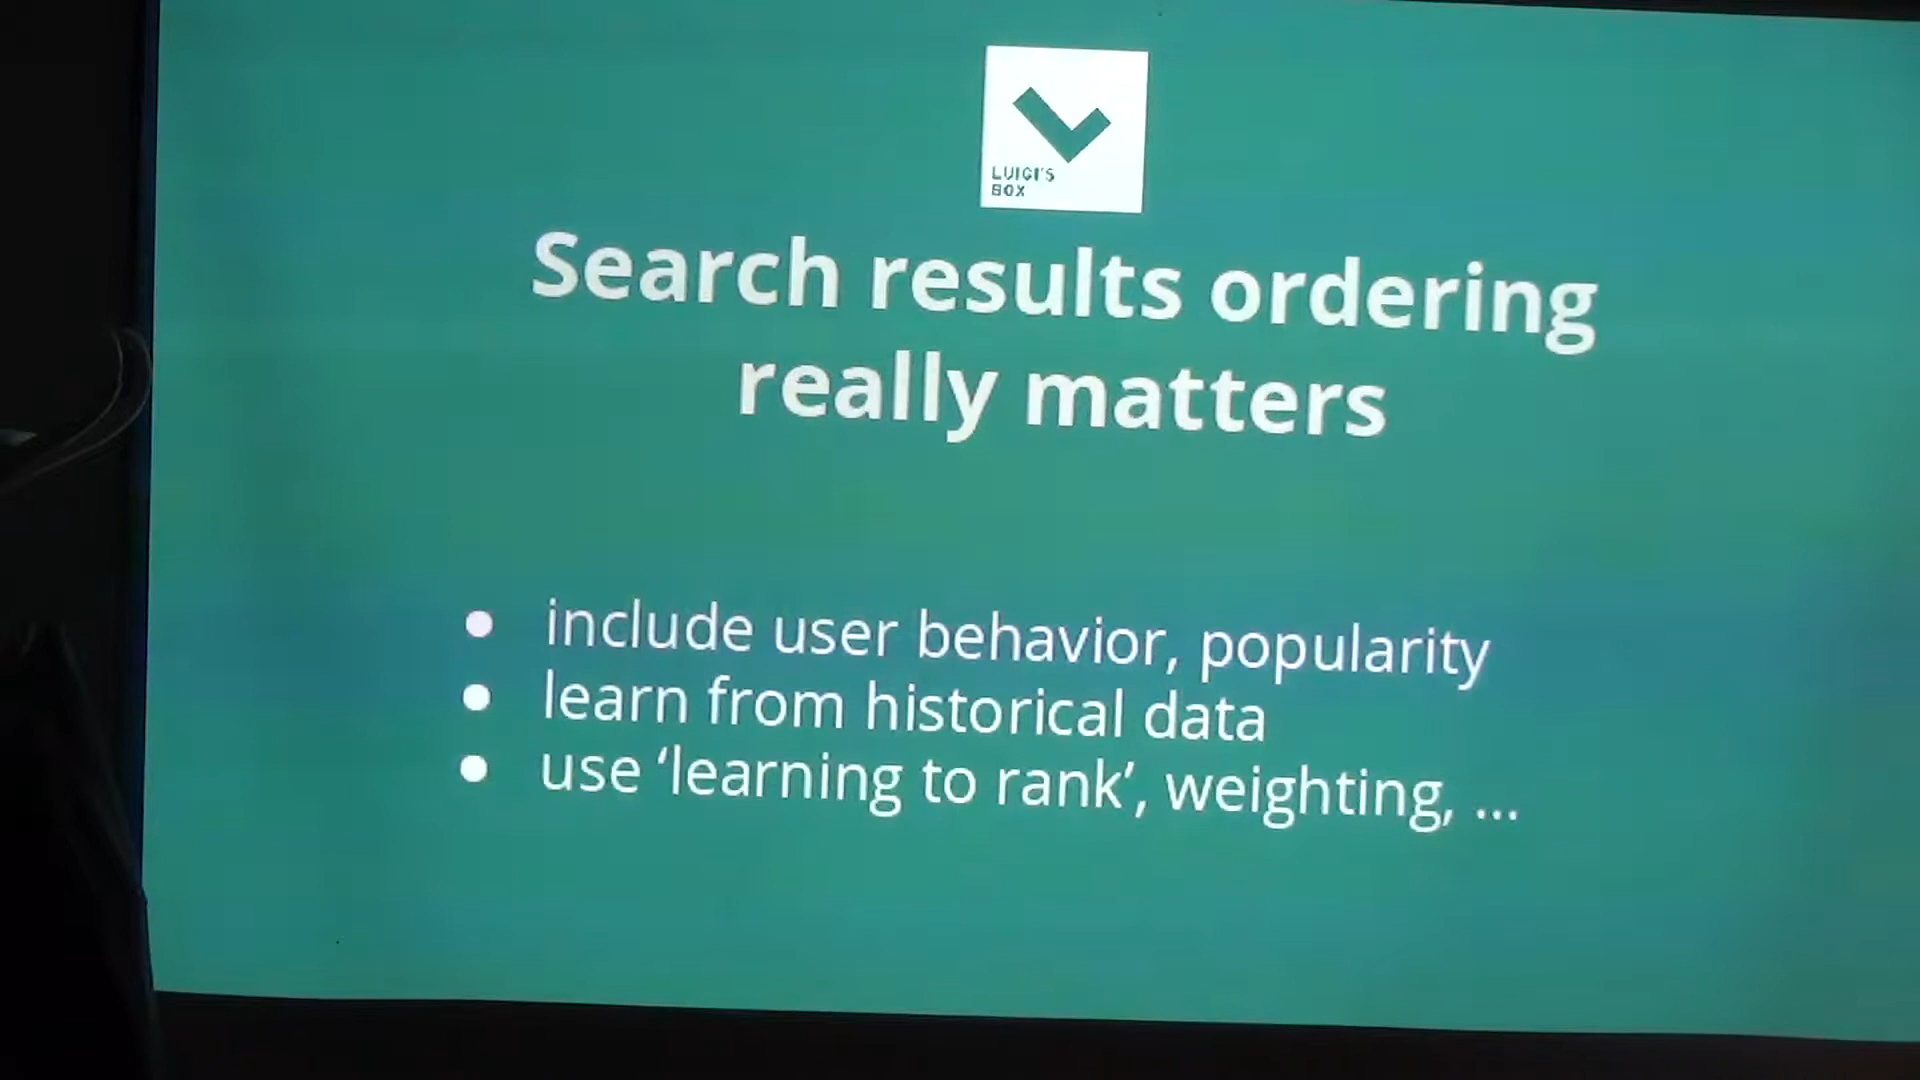 LUIGI'S
BOX
Search results ordering
really matters
• include user behavior, popularity
• learn from historical data
• use ‘learning to rank’, weighting, ...